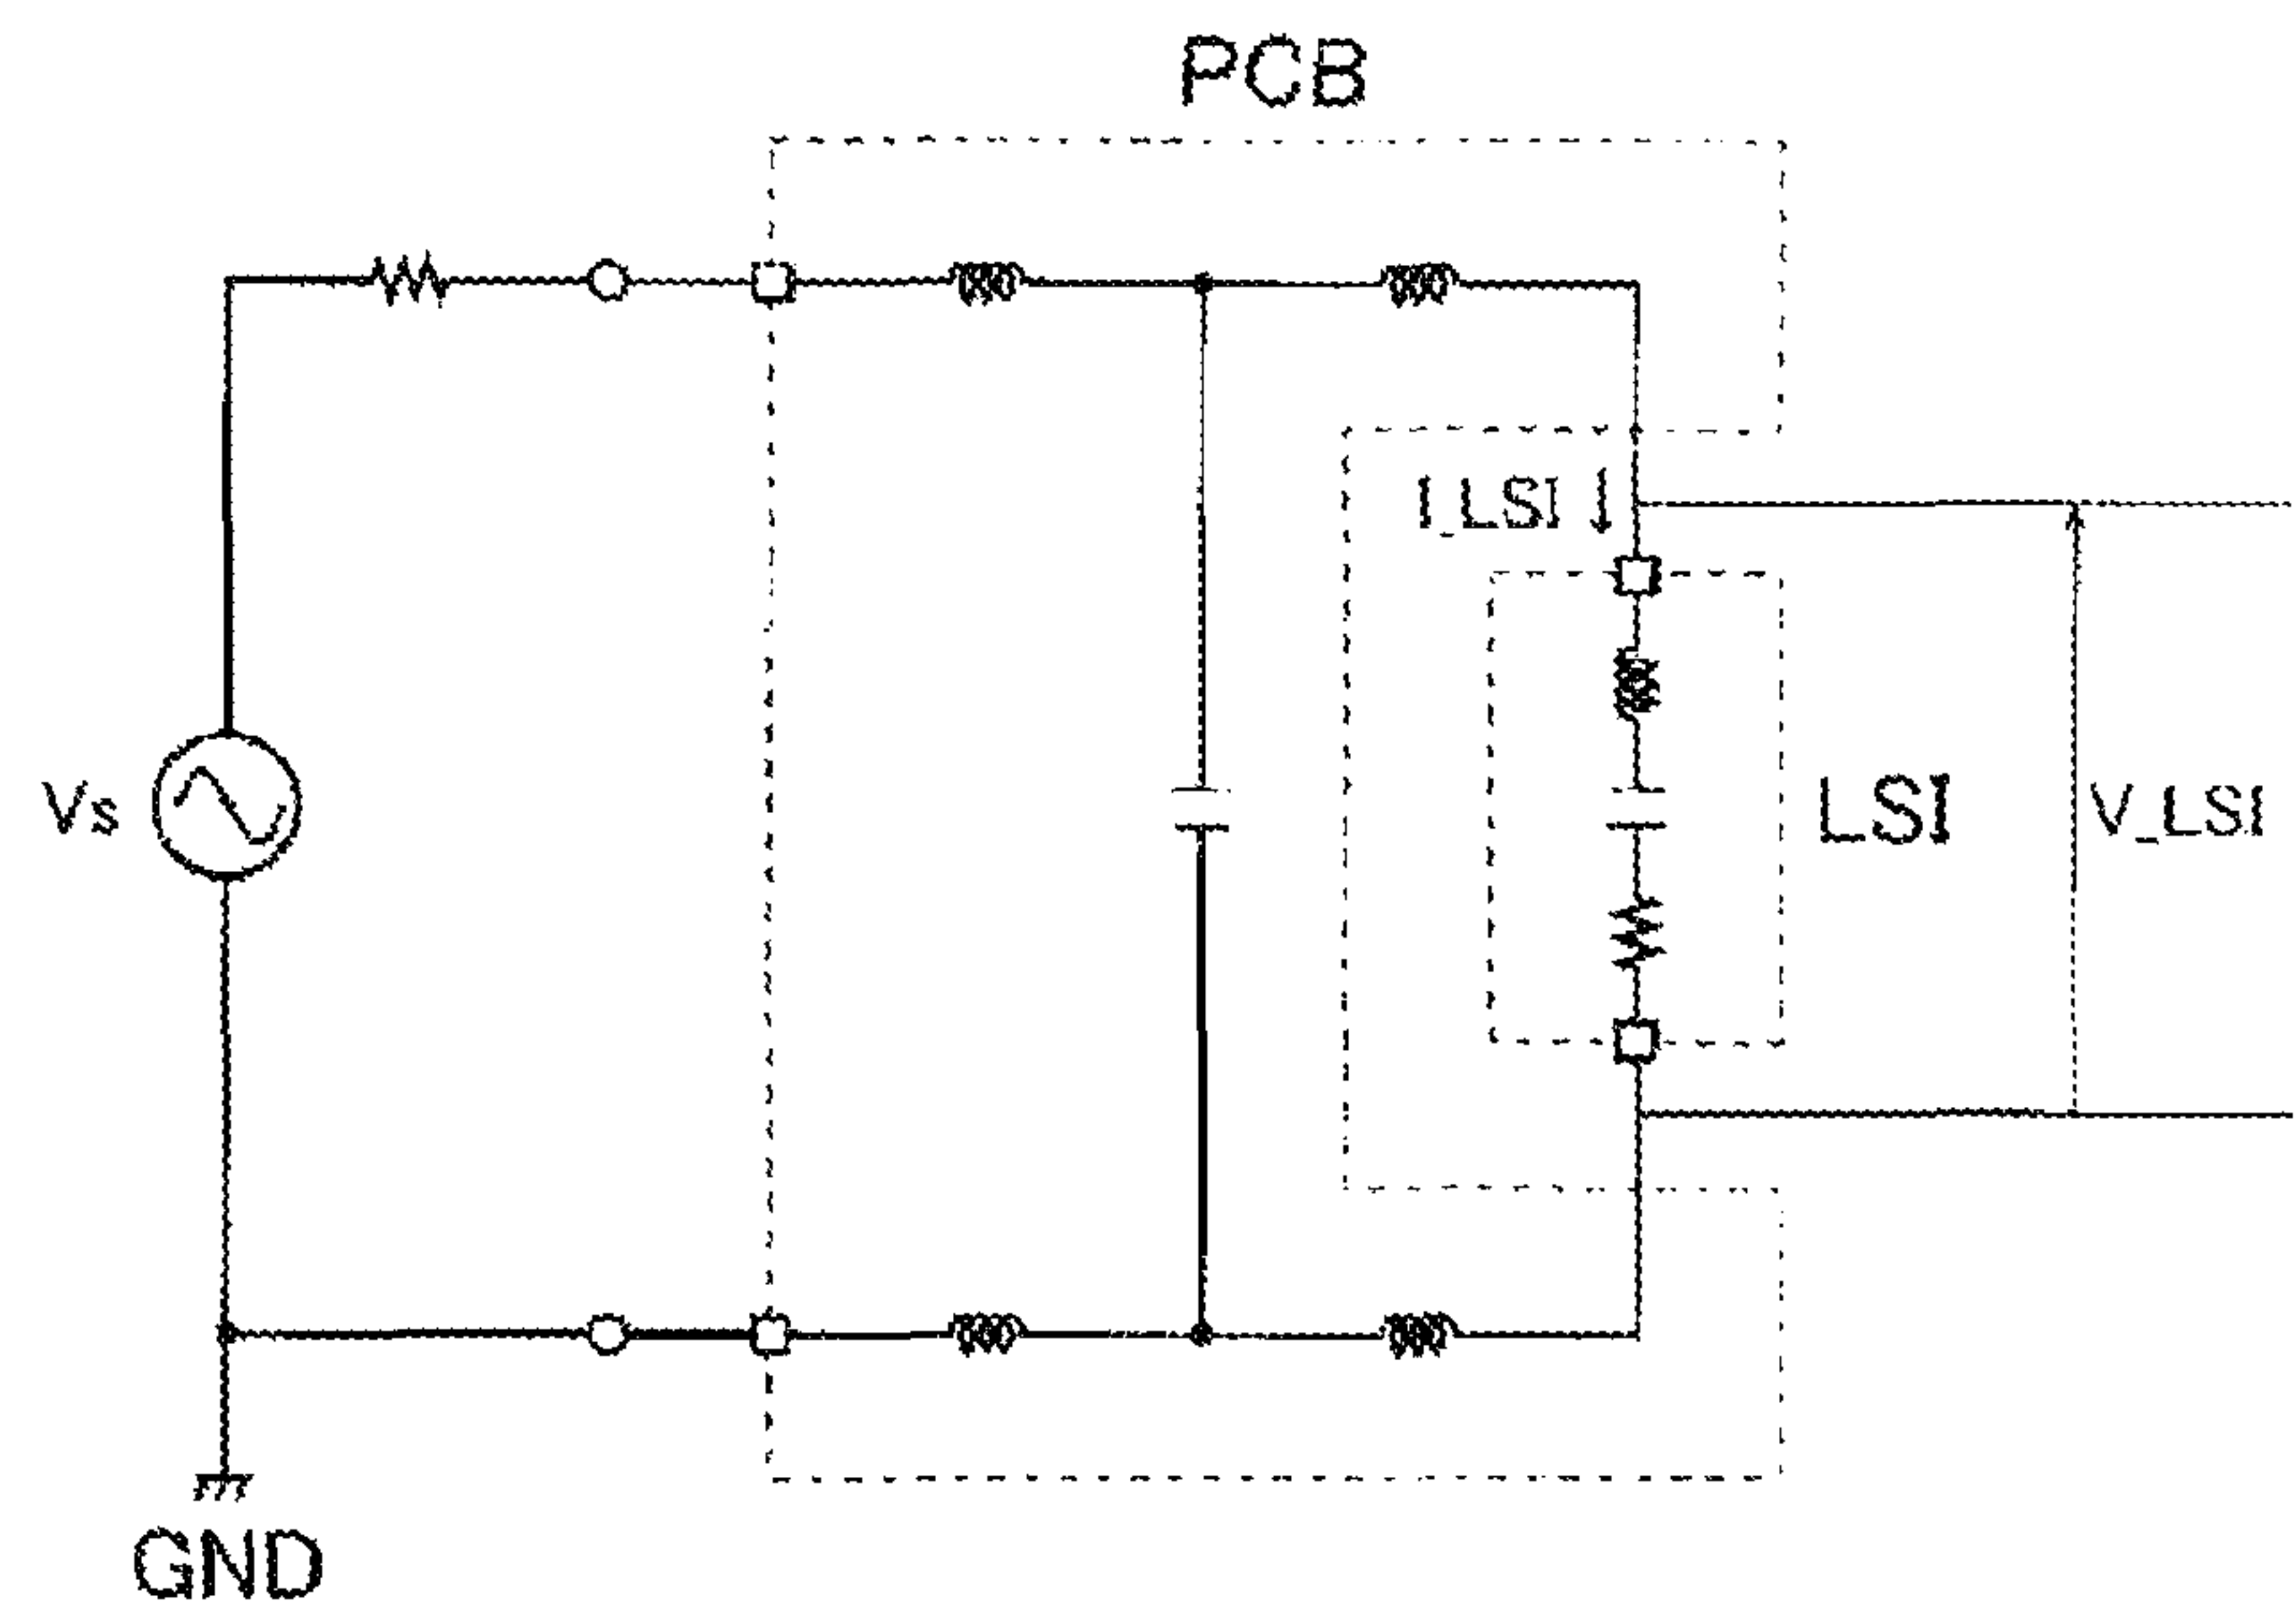 PCB
I_LSI
Vs
LSI
V_LSI
GND